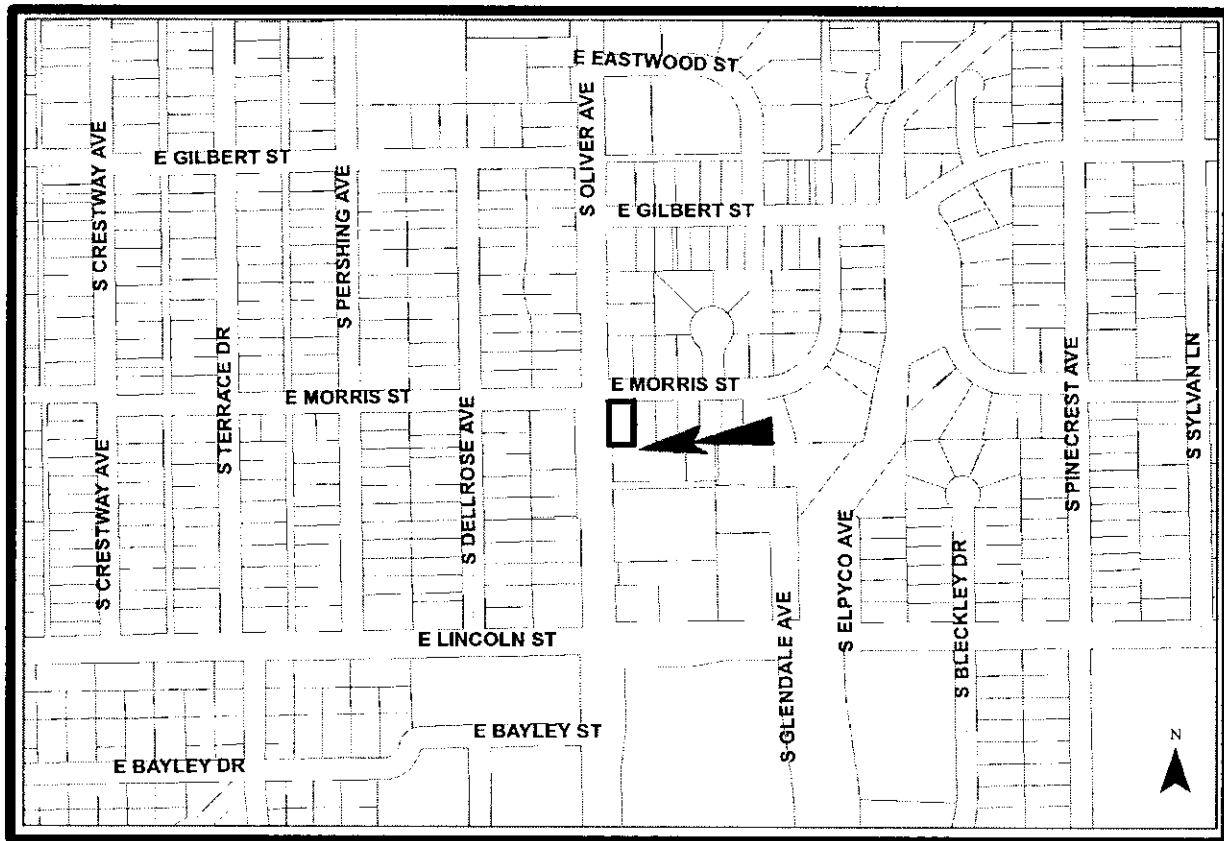 E EASTWOOD ST
S OLIVER AVE
S CRESTWAY AVE
E GILBERT ST
S PERSHING AVE
E GILBERT ST
S TERRACE DR
E MORRIS ST
E MORRIS ST
S PINECREST AVE
S SYLVAN LN
S CRESTWAY AVE
S DELLROSE AVE
S ELPYCO AVE
S BLECKLEY DR
S GLENDALE AVE
E LINCOLN ST
E BAYLEY ST
E BAYLEY DR
N